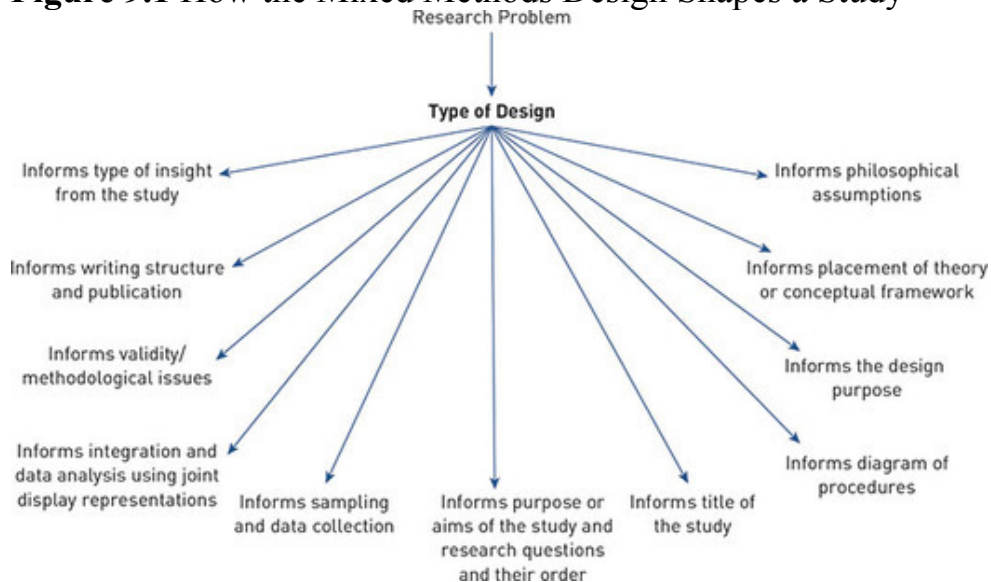 Figure 9.1 How the Mixed Methods Design Shapes a Study
Research Problem
Type of Design
Informs type of insight
from the study
Informs philosophical
assumptions
Informs writing structure
and publication
Informs placement of theory
or conceptual framework
Informs validity/
methodological issues
Informs the design
purpose
Informs integration and
data analysis using joint
display representations
Informs diagram of
procedures
Informs sampling
and data collection
Informs purpose or
aims of the study and
research questions
and their order
Informs title of
the study